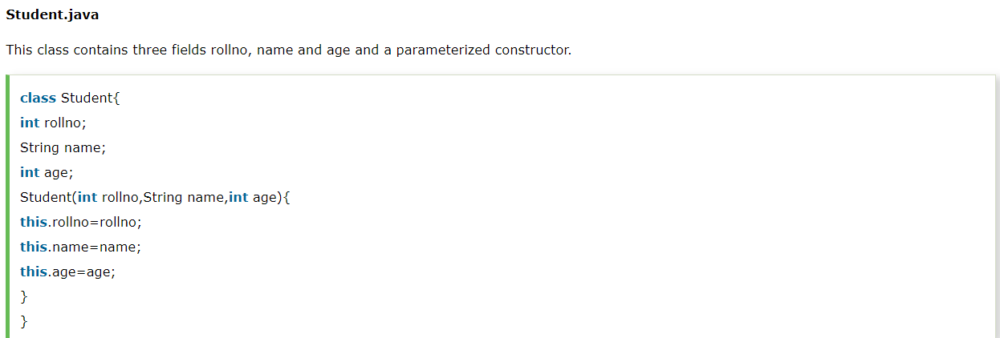 Student.java
This class contains three fields rollno, name and age and a parameterized constructor.
class Student{
int rollno;
String name;
int age;
Student(int rollno,String name,int age){
this.rollno=rollno;
this.name=name;
this.age=age;
}
}